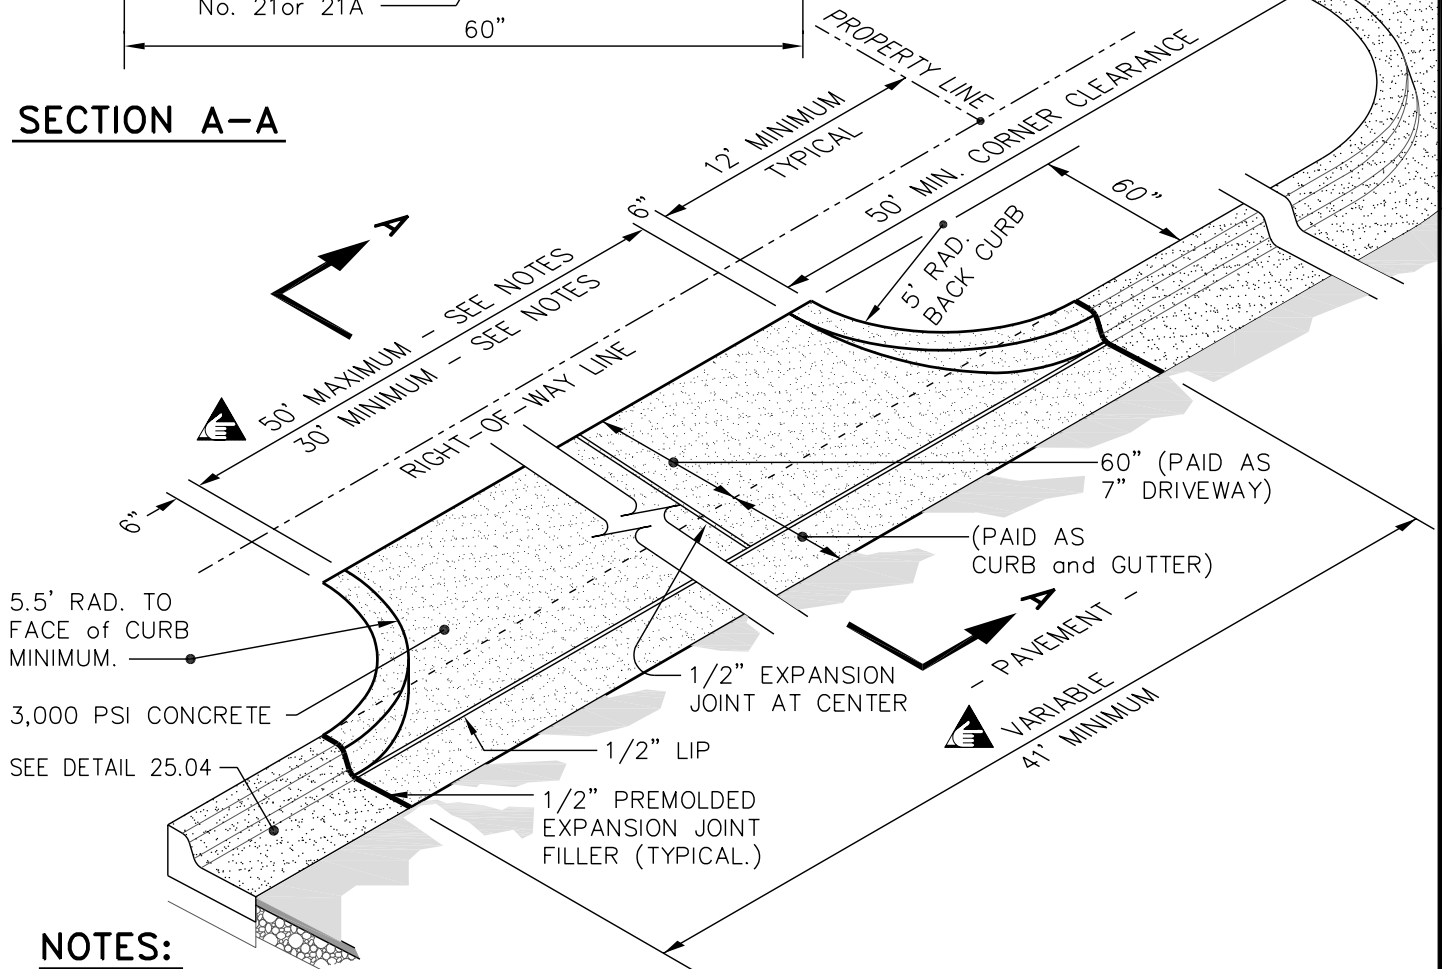 No. 21or 21A
60"
SECTION A-A
PROPERTY LINE
12' MINIMUM
TYPICAL
50' MIN. CORNER CLEARANCE
6"
60"
A
5' RAD.
BACK CURB
50' MAXIMUM - SEE NOTES
30' MINIMUM - SEE NOTES
RIGHT-OF-WAY LINE
6"
60" (PAID AS
7" DRIVEWAY)
(PAID AS
CURB and GUTTER)
A
5.5' RAD. TO
FACE of CURB
MINIMUM.
- PAVEMENT -
1/2" EXPANSION
JOINT AT CENTER
VARIABLE
41' MINIMUM
3,000 PSI CONCRETE
1/2" LIP
SEE DETAIL 25.04
1/2" PREMOLDED
EXPANSION JOINT
FILLER (TYPICAL.)
NOTES: